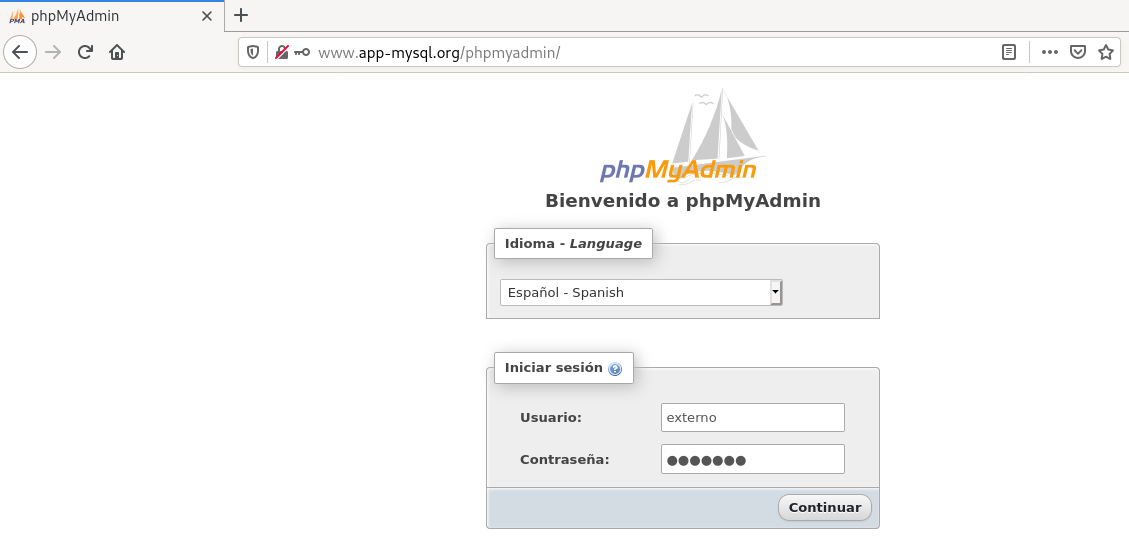 phpMyAdmin
www.app-mysql.org/phpmyadmin/
phpMyAdmin
Bienvenido a phpMyAdmin
Idioma - Language
Español - Spanish
Iniciar sesión
Usuario: externo
Contraseña: ●●●●●●●
Continuar